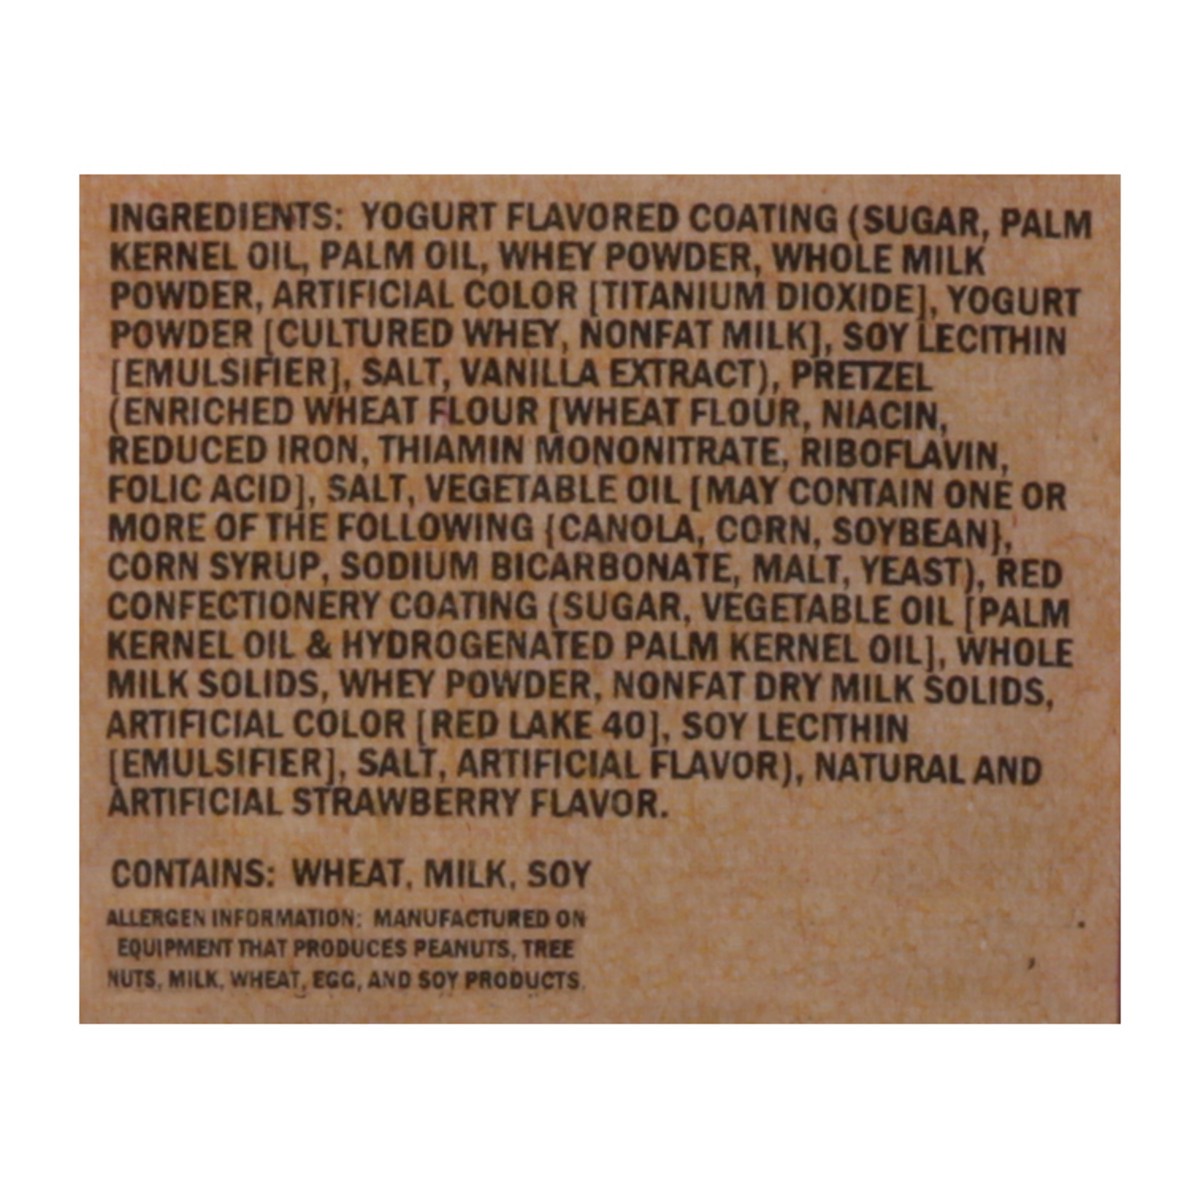 INGREDIENTS: YOGURT FLAVORED COATING (SUGAR, PALM
KERNEL OIL, PALM OIL, WHEY POWDER, WHOLE MILK
POWDER, ARTIFICIAL COLOR [TITANIUM DIOXIDE], YOGURT
POWDER [CULTURED WHEY, NONFAT MILK], SOY LECITHIN
[EMULSIFIER], SALT, VANILLA EXTRACT), PRETZEL
(ENRICHED WHEAT FLOUR [WHEAT FLOUR, NIACIN,
REDUCED IRON, THIAMIN MONONITRATE, RIBOFLAVIN,
FOLIC ACID], SALT, VEGETABLE OIL [MAY CONTAIN ONE OR
MORE OF THE FOLLOWING {CANOLA, CORN, SOYBEAN},
CORN SYRUP, SODIUM BICARBONATE, MALT, YEAST), RED
CONFECTIONERY COATING (SUGAR, VEGETABLE OIL [PALM
KERNEL OIL & HYDROGENATED PALM KERNEL OIL], WHOLE
MILK SOLIDS, WHEY POWDER, NONFAT DRY MILK SOLIDS,
ARTIFICIAL COLOR [RED LAKE 40], SOY LECITHIN
[EMULSIFIER], SALT, ARTIFICIAL FLAVOR), NATURAL AND
ARTIFICIAL STRAWBERRY FLAVOR.
CONTAINS: WHEAT, MILK, SOY
ALLERGEN INFORMATION: MANUFACTURED ON
EQUIPMENT THAT PRODUCES PEANUTS, TREE
NUTS, MILK, WHEAT, EGG, AND SOY PRODUCTS.